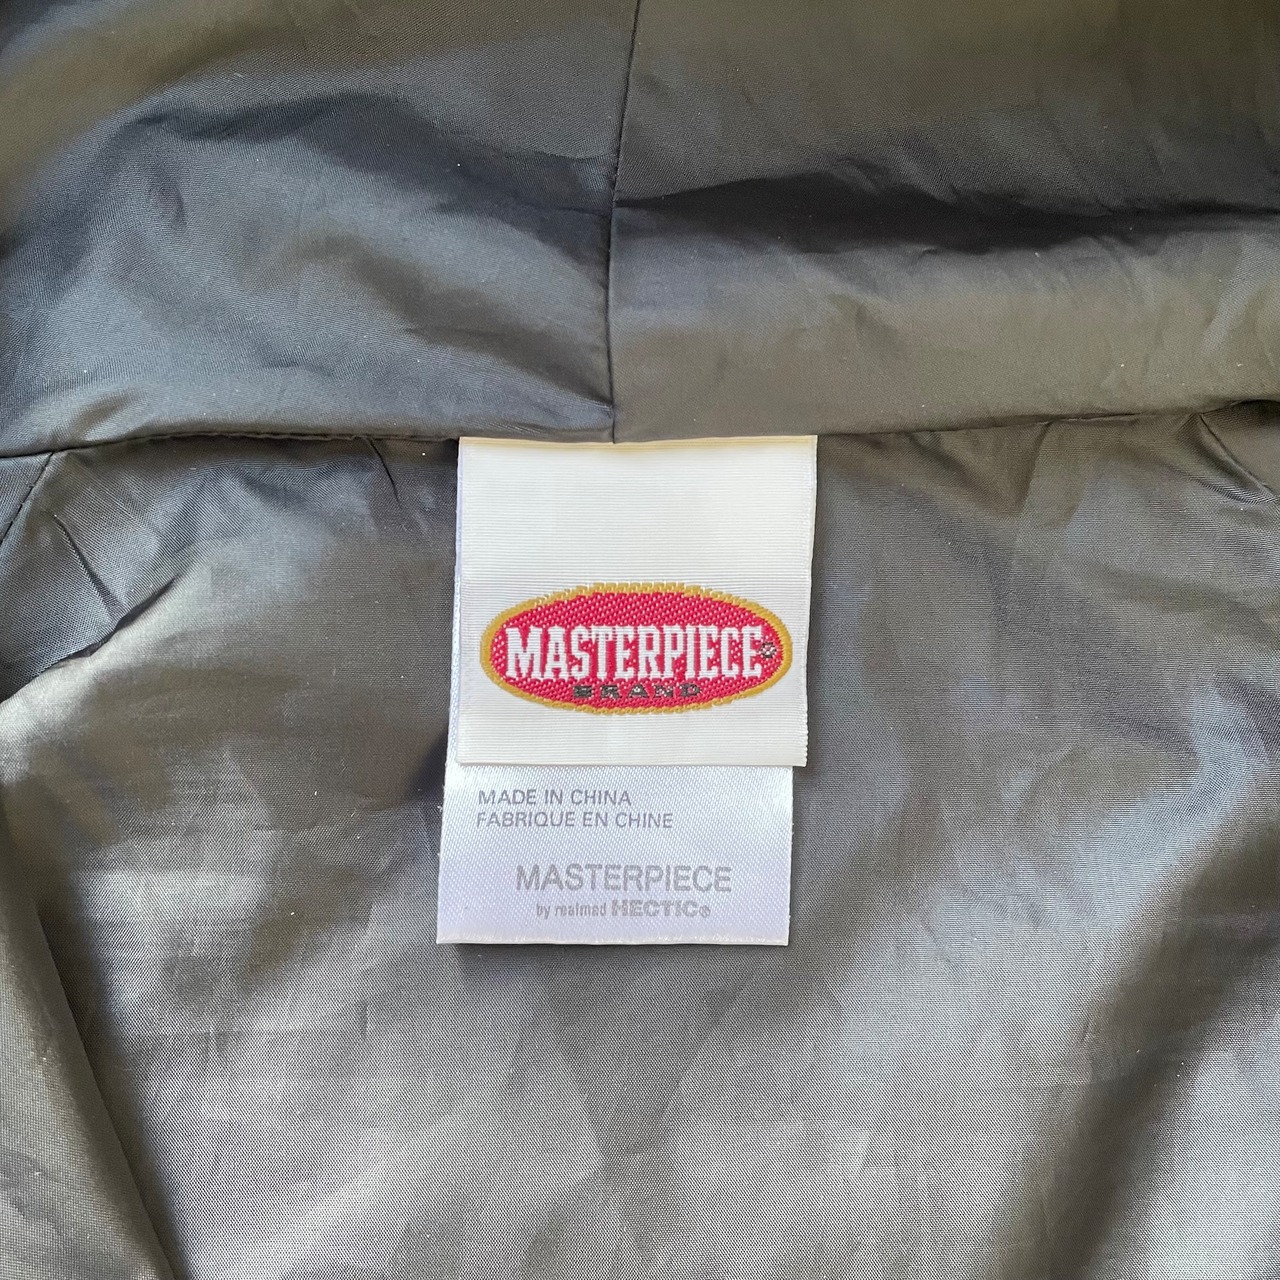 MASTERPIECE®
BRAND
MADE IN CHINA
FABRIQUE EN CHINE
MASTERPIECE
by realmad HECTIC®